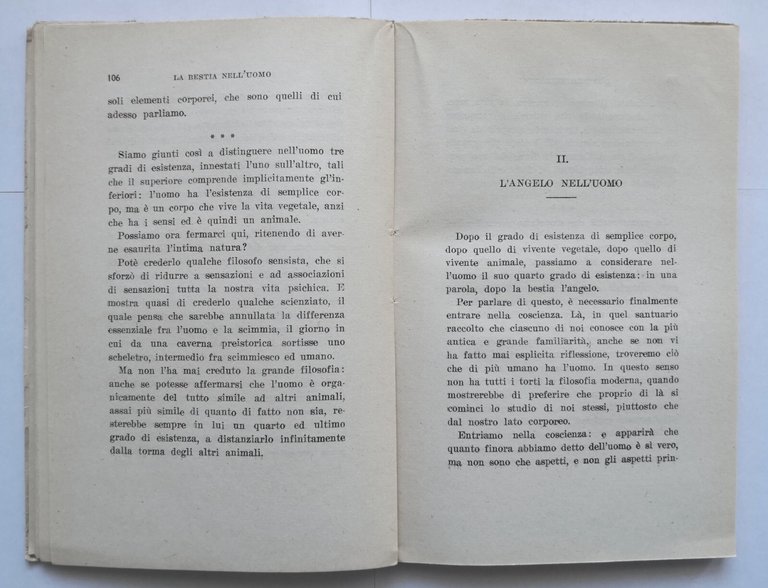 106 LA BESTIA NELL'UOMO
soli elementi corporei, che sono quelli di cui
adesso parliamo.
* * *
Siamo giunti così a distinguere nell'uomo tre
gradi di esistenza, innestati l'uno sull'altro, tali
che il superiore comprende implicitamente gl'in-
feriori: l'uomo ha l'esistenza di semplice cor-
po, ma è un corpo che vive la vita vegetale, anzi
che ha i sensi ed è quindi un animale.
Possiamo ora fermarci qui, ritenendo di aver-
ne esaurita l'intima natura?
Potè crederlo qualche filosofo sensista, che si
sforzò di ridurre a sensazioni e ad associazioni
di sensazioni tutta la nostra vita psichica. E
mostra quasi di crederlo qualche scienziato, il
quale pensa che sarebbe annullata la differenza
essenziale fra l'uomo e la scimmia, il giorno in
cui da una caverna preistorica sortisse uno
scheletro, intermedio fra scimmiesco ed umano.
Ma non l'ha mai creduto la grande filosofia:
anche se potesse affermarsi che l'uomo è orga-
nicamente del tutto simile ad altri animali,
assai più simile di quanto di fatto non sia, re-
sterebbe sempre in lui un quarto ed ultimo
grado di esistenza, a distanziarlo infinitamente
dalla torma degli altri animali.
II.
L'ANGELO NELL'UOMO
Dopo il grado di esistenza di semplice corpo,
dopo quello di vivente vegetale, dopo quello di
vivente animale, passiamo a considerare nel-
l'uomo il suo quarto grado di esistenza: in una
parola, dopo la bestia l'angelo.
Per parlare di questo, è necessario finalmente
entrare nella coscienza. Là, in quel santuario
raccolto che ciascuno di noi conosce con la più
antica e grande familiarità, anche se non vi
ha fatto mai esplicita riflessione, troveremo ciò
che di più umano ha l'uomo. In questo senso
non ha tutti i torti la filosofia moderna, quando
mostrerebbe di preferire che proprio di là si
cominci lo studio di noi stessi, piuttosto che
dal nostro lato corporeo.
Entriamo nella coscienza: e apparirà che
quanto finora abbiamo detto dell'uomo è sì vero,
ma non sono che aspetti, e non gli aspetti prin-